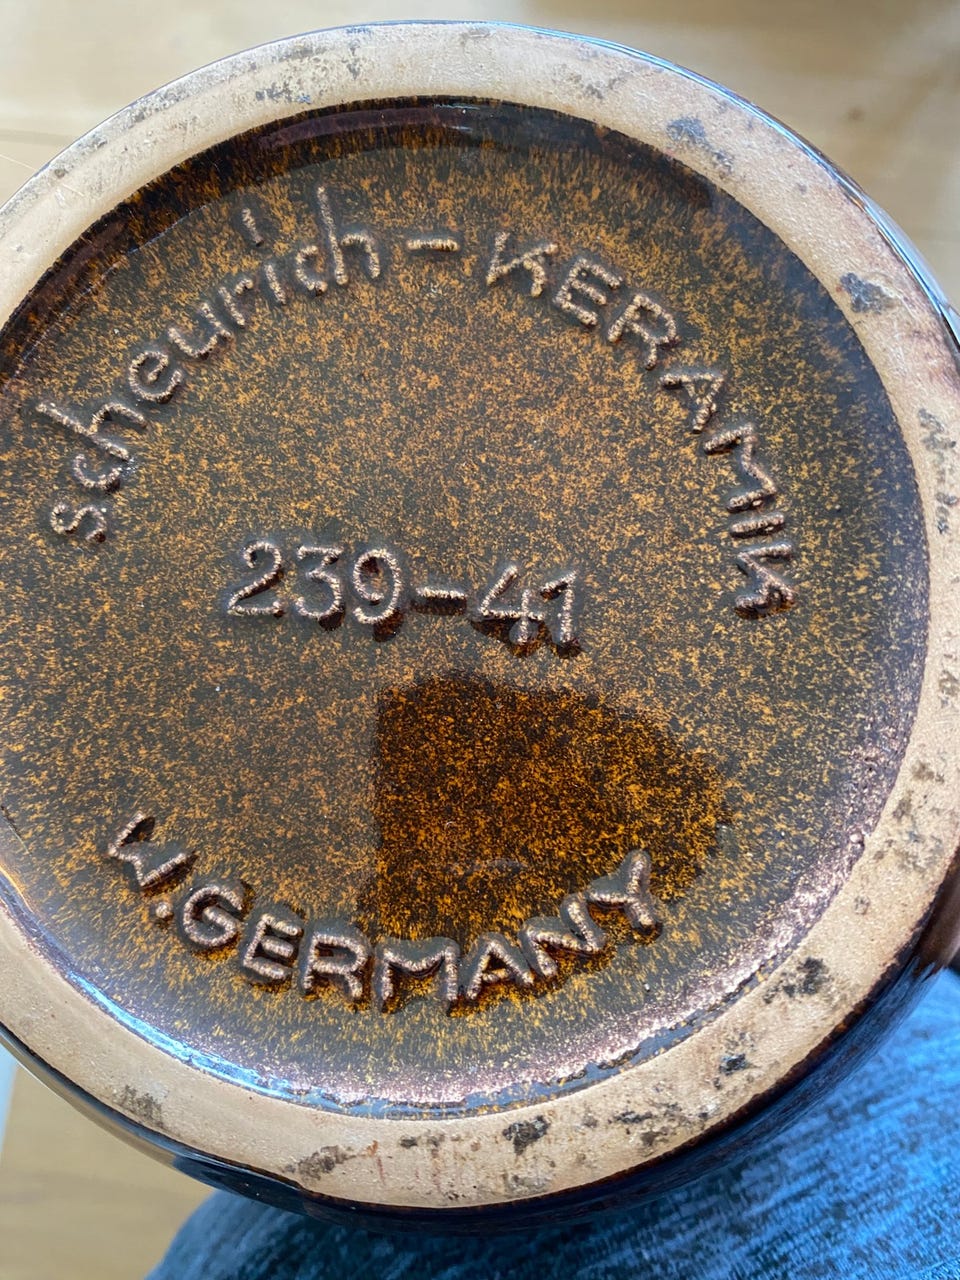 scheurich - KERAMIK
239-41
W.GERMANY